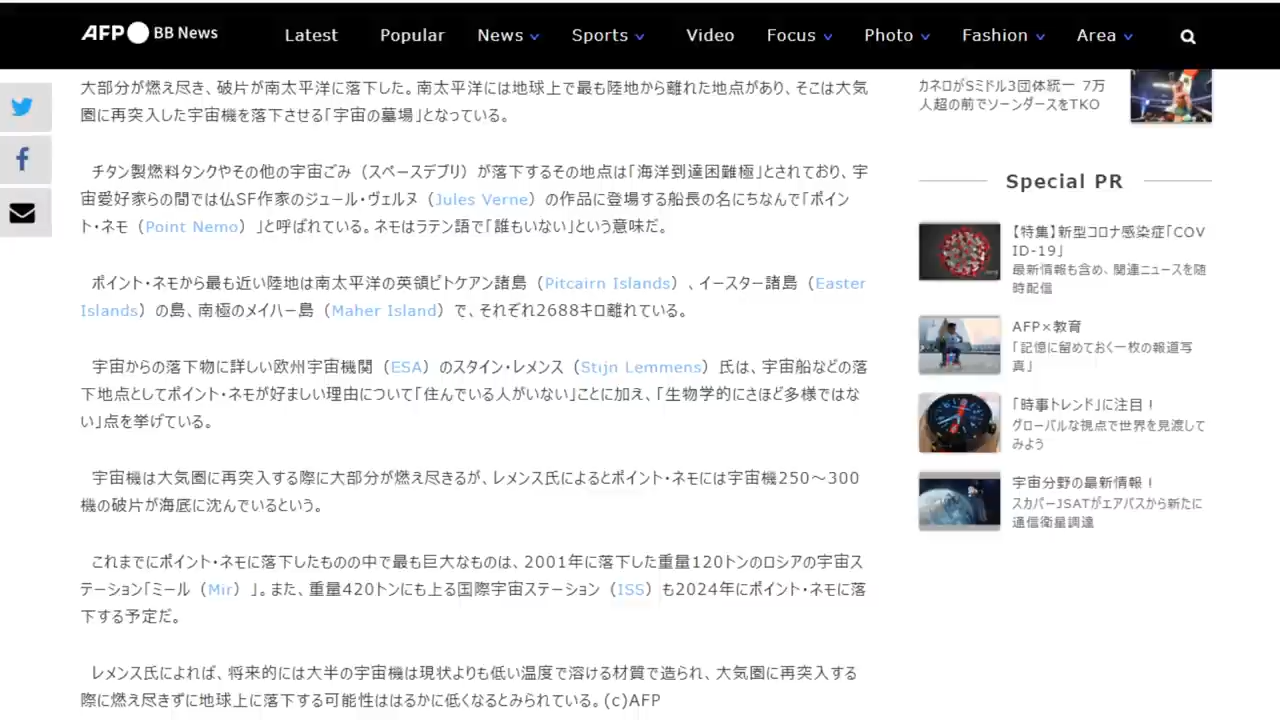 AFP BB News
Latest
Popular
News
Sports
Video
Focus
Photo
Fashion
Area
大部分が燃え尽き、破片が南太平洋に落下した。南太平洋には地球上で最も陸地から離れた地点があり、そこは大気
圏に再突入した宇宙機を落下させる「宇宙の墓場」となっている。
チタン製燃料タンクやその他の宇宙ごみ（スペースデブリ）が落下するその地点は「海洋到達困難極」とされており、宇
宙愛好家らの間では仏SF作家のジュール・ヴェルヌ（Jules Verne）の作品に登場する船長の名にちなんで「ポイン
ト・ネモ（Point Nemo）」と呼ばれている。ネモはラテン語で「誰もいない」という意味だ。
ポイント・ネモから最も近い陸地は南太平洋の英領ピトケアン諸島（Pitcairn Islands）、イースター諸島（Easter
Islands）の島、南極のメイハー島（Maher Island）で、それぞれ2688キロ離れている。
宇宙からの落下物に詳しい欧州宇宙機関（ESA）のスタイン・レメンス（Stijn Lemmens）氏は、宇宙船などの落
下地点としてポイント・ネモが好ましい理由について「住んでいる人がいない」ことに加え、「生物学的にさほど多様ではな
い」点を挙げている。
宇宙機は大気圏に再突入する際に大部分が燃え尽きるが、レメンス氏によるとポイント・ネモには宇宙機250～300
機の破片が海底に沈んでいるという。
これまでにポイント・ネモに落下したものの中で最も巨大なものは、2001年に落下した重量120トンのロシアの宇宙ス
テーション「ミール（Mir）」。また、重量420トンにも上る国際宇宙ステーション（ISS）も2024年にポイント・ネモに落
下する予定だ。
レメンス氏によれば、将来的には大半の宇宙機は現状よりも低い温度で溶ける材質で造られ、大気圏に再突入する
際に燃え尽きずに地球上に落下する可能性ははるかに低くなるとみられている。(c)AFP
カネロがSミドル3団体統一 7万
人超の前でソーンダースをTKO
Special PR
【特集】新型コロナ感染症「COV
ID-19」
最新情報も含め、関連ニュースを随
時配信
AFP×教育
「記憶に留めておく一枚の報道写
真」
「時事トレンド」に注目！
グローバルな視点で世界を見渡して
みよう
宇宙分野の最新情報！
スカパーJSATがエアバスから新たに
通信衛星調達